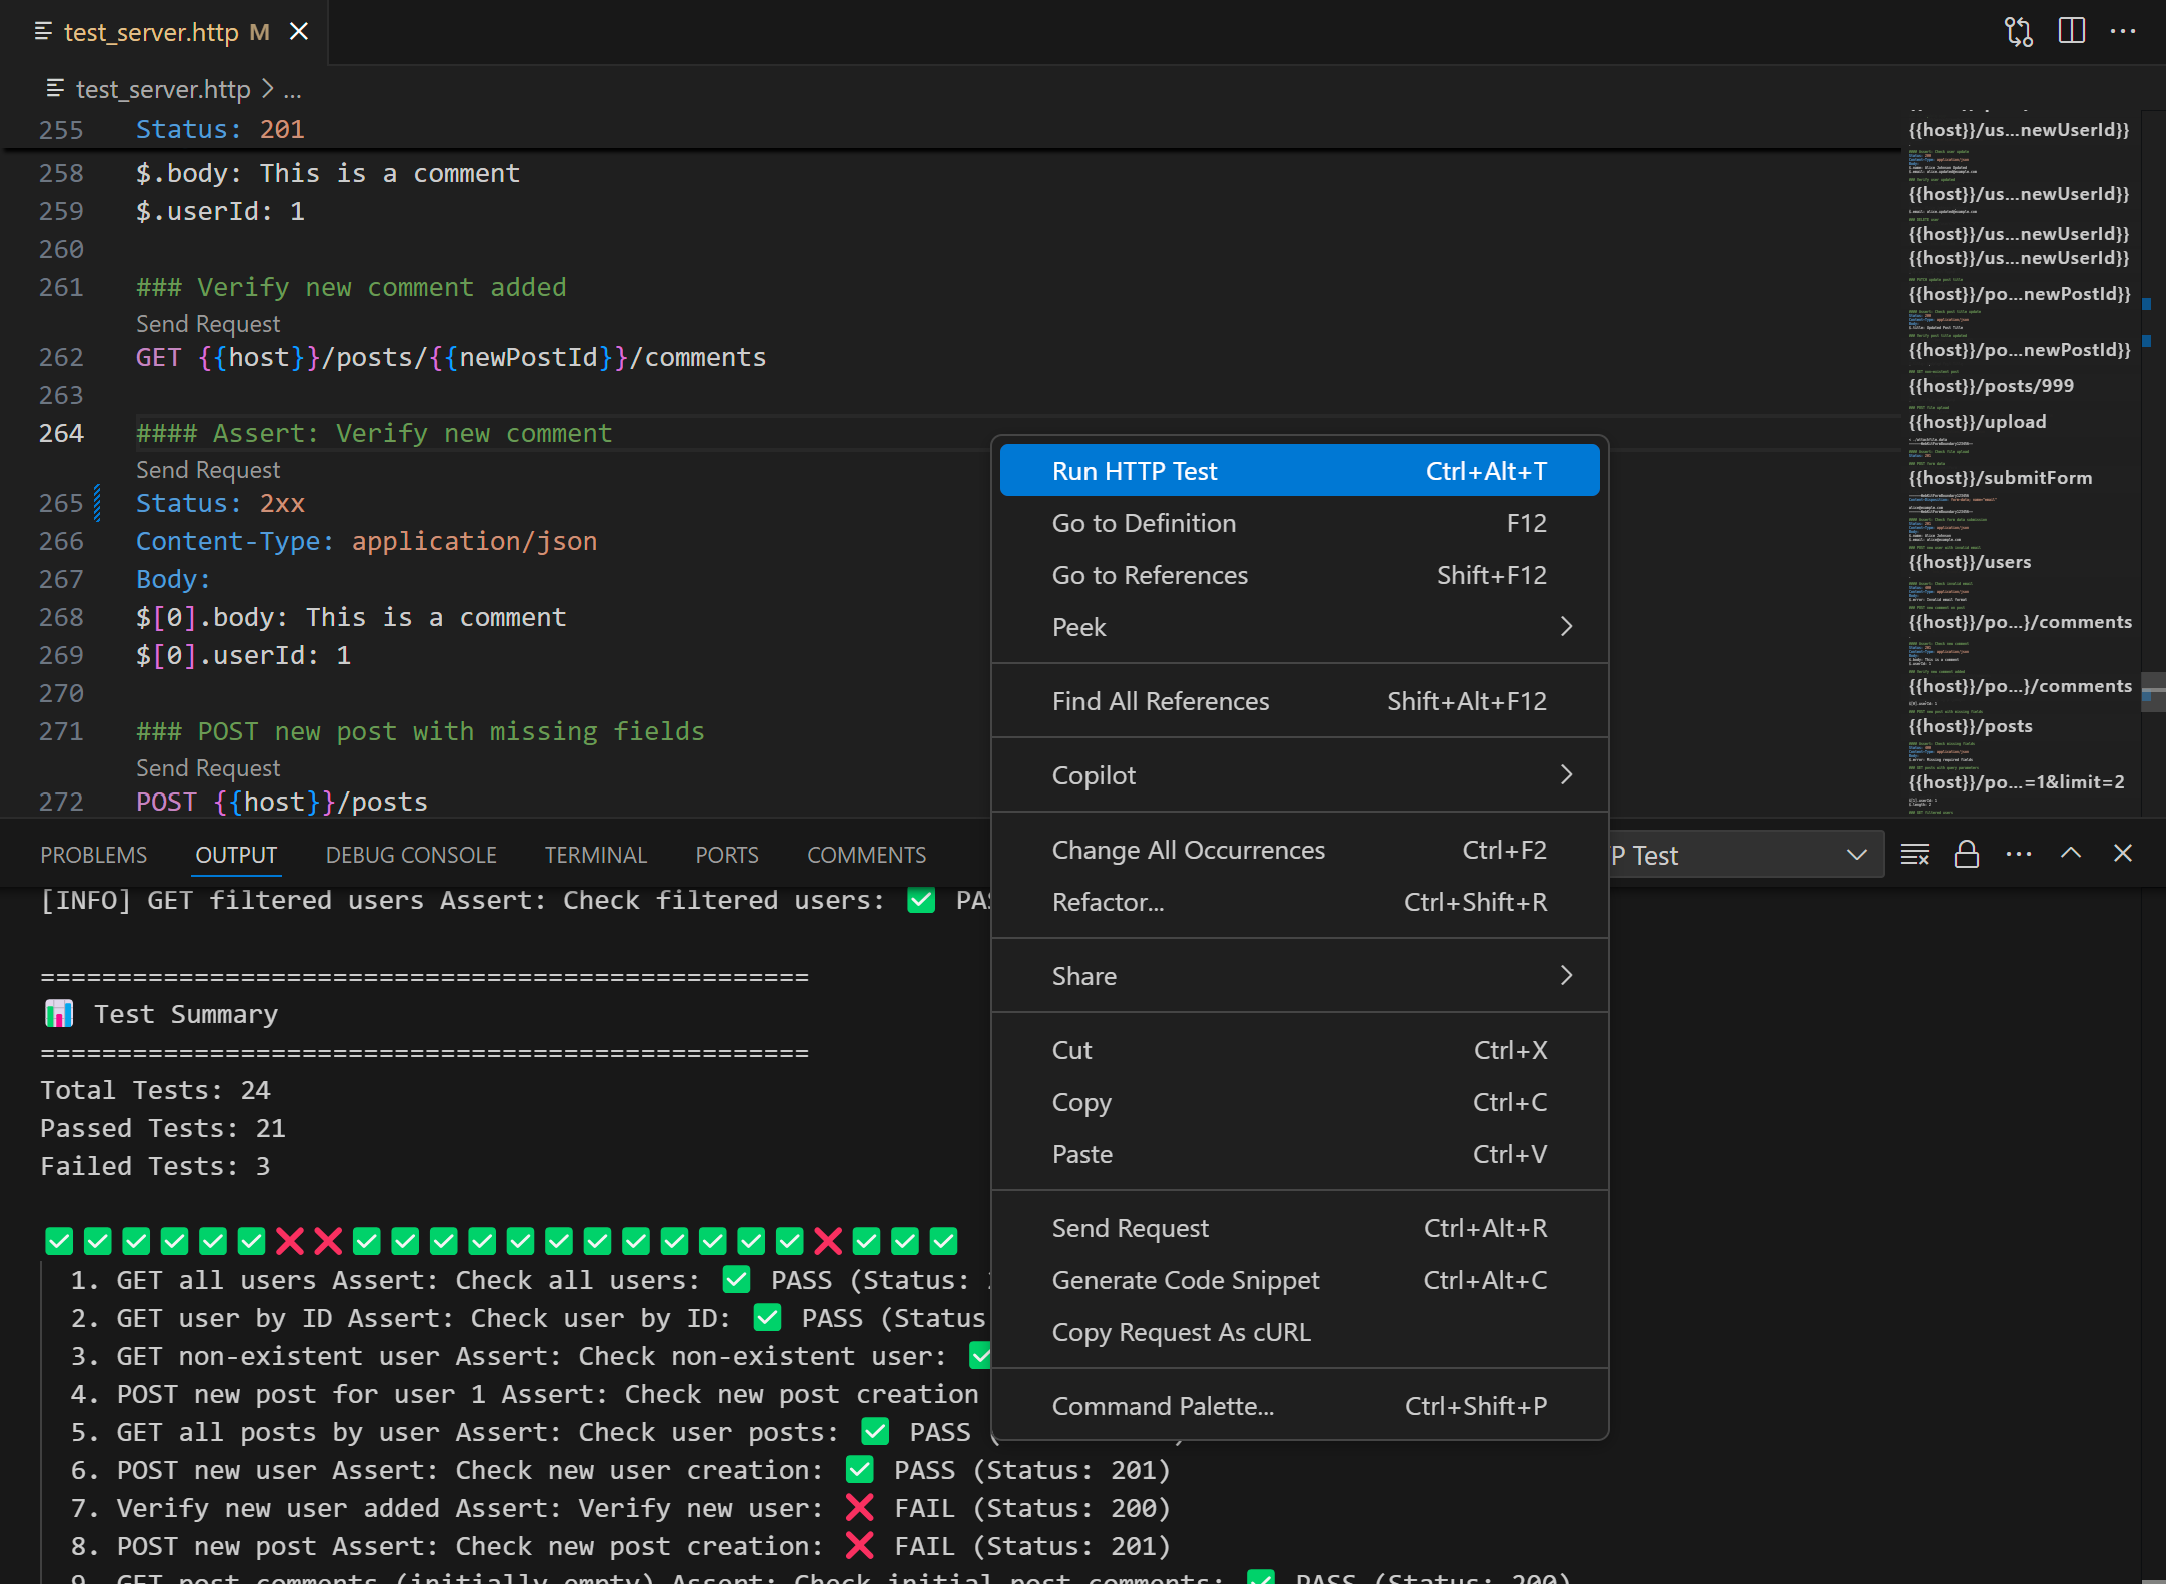 test_server.http M
test_server.http > ...
255 Status: 201
258 $.body: This is a comment
259 $.userId: 1
260
261 ### Verify new comment added
Send Request
262 GET {{host}}/posts/{{newPostId}}/comments
263
264 #### Assert: Verify new comment
Send Request
265 Status: 2xx
266 Content-Type: application/json
267 Body:
268 $[0].body: This is a comment
269 $[0].userId: 1
270
271 ### POST new post with missing fields
Send Request
272 POST {{host}}/posts
{{host}}/us...newUserId}}
{{host}}/us...newUserId}}
{{host}}/us...newUserId}}
{{host}}/us...newUserId}}
{{host}}/po...newPostId}}
{{host}}/po...newPostId}}
{{host}}/posts/999
{{host}}/upload
{{host}}/submitForm
{{host}}/users
{{host}}/po...}/comments
{{host}}/po...}/comments
{{host}}/posts
{{host}}/po...=1&limit=2
Run HTTP Test Ctrl+Alt+T
Go to Definition F12
Go to References Shift+F12
Peek
Find All References Shift+Alt+F12
Copilot
Change All Occurrences Ctrl+F2
Refactor... Ctrl+Shift+R
Share
Cut Ctrl+X
Copy Ctrl+C
Paste Ctrl+V
Send Request Ctrl+Alt+R
Generate Code Snippet Ctrl+Alt+C
Copy Request As cURL
Command Palette... Ctrl+Shift+P
PROBLEMS OUTPUT DEBUG CONSOLE TERMINAL PORTS COMMENTS P Test
[INFO] GET filtered users Assert: Check filtered users: ✅ PAS
==================================================
📊 Test Summary
==================================================
Total Tests: 24
Passed Tests: 21
Failed Tests: 3
✅✅✅✅✅✅❌❌✅✅✅✅✅✅✅✅✅✅✅✅❌✅✅✅
1. GET all users Assert: Check all users: ✅ PASS (Status:
2. GET user by ID Assert: Check user by ID: ✅ PASS (Status
3. GET non-existent user Assert: Check non-existent user: ✅
4. POST new post for user 1 Assert: Check new post creation
5. GET all posts by user Assert: Check user posts: ✅ PASS (
6. POST new user Assert: Check new user creation: ✅ PASS (Status: 201)
7. Verify new user added Assert: Verify new user: ❌ FAIL (Status: 200)
8. POST new post Assert: Check new post creation: ❌ FAIL (Status: 201)
9. GET post comments (initially empty) Assert: Check initial post comments: ✅ PASS (Status: 200)